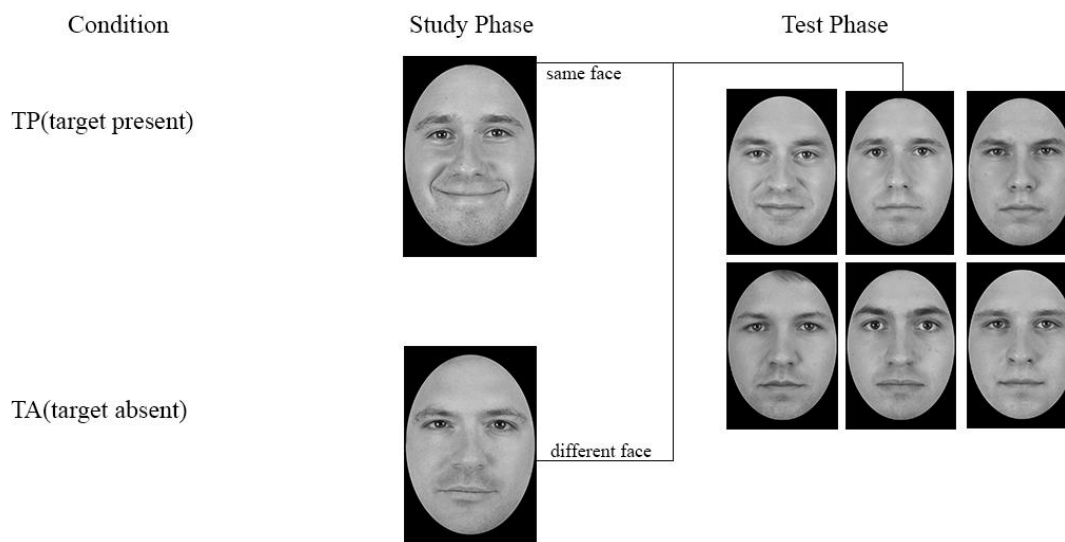 Condition
Study Phase
Test Phase
same face
TP(target present)
TA(target absent)
different face